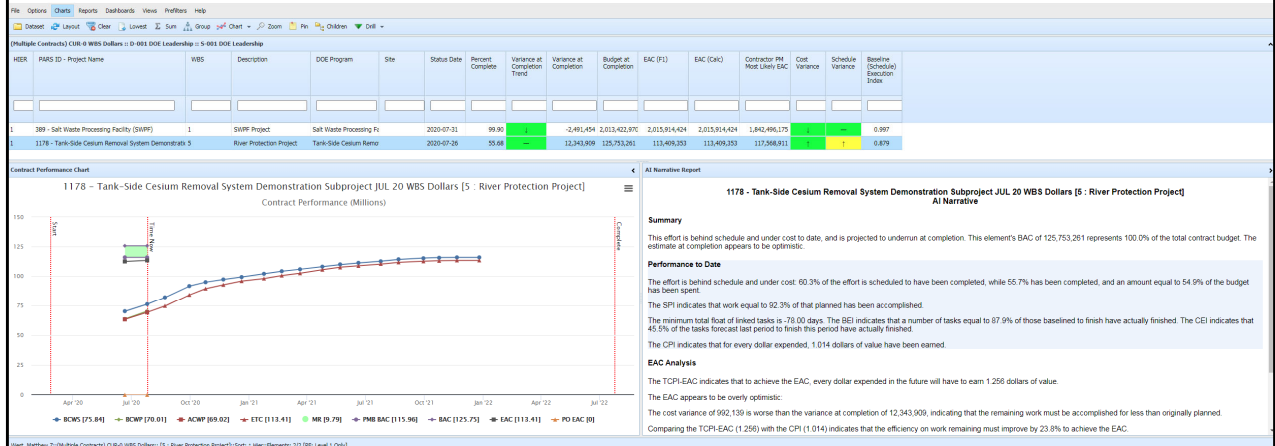 File Options Charts Reports Dashboards Views Prefilters Help
Dataset Layout Clear Lowest Σ Sum Group Chart Zoom Pin Children Drill
(Multiple Contracts) CUR-0 WBS Dollars :: D-001 DOE Leadership :: S-001 DOE Leadership
HIER PARS ID - Project Name WBS Description DOE Program Site Status Date Percent Complete Variance at Completion Trend Variance at Completion Budget at Completion EAC (F1) EAC (Calc) Contractor PM Most Likely EAC Cost Variance Schedule Variance Baseline (Schedule) Execution Index
1 389 - Salt Waste Processing Facility (SWPF) 1 SWPF Project Salt Waste Processing Fa 2020-07-31 99.90 ↓ -2,491,454 2,013,422,970 2,015,914,424 2,015,914,424 1,842,496,175 ↓ — 0.997
1 1178 - Tank-Side Cesium Removal System Demonstratic 5 River Protection Project Tank-Side Cesium Remo 2020-07-26 55.68 — 12,343,909 125,753,261 113,409,353 113,409,353 117,568,911 ↑ ↑ 0.879
Contract Performance Chart
1178 - Tank-Side Cesium Removal System Demonstration Subproject JUL 20 WBS Dollars [5 : River Protection Project]
Contract Performance (Millions)
150
125
100
75
50
25
0
Start
Time Now
Complete
Apr '20 Jul '20 Oct '20 Jan '21 Apr '21 Jul '21 Oct '21 Jan '22 Apr '22 Jul '22
BCWS [75.84] BCWP [70.01] ACWP [69.02] ETC [113.41] MR [9.79] PMB BAC [115.96] BAC [125.75] EAC [113.41] PO EAC [0]
AI Narrative Report
1178 - Tank-Side Cesium Removal System Demonstration Subproject JUL 20 WBS Dollars [5 : River Protection Project]
AI Narrative
Summary
This effort is behind schedule and under cost to date, and is projected to underrun at completion. This element's BAC of 125,753,261 represents 100.0% of the total contract budget. The
estimate at completion appears to be optimistic.
Performance to Date
The effort is behind schedule and under cost: 60.3% of the effort is scheduled to have been completed, while 55.7% has been completed, and an amount equal to 54.9% of the budget
has been spent.
The SPI indicates that work equal to 92.3% of that planned has been accomplished.
The minimum total float of linked tasks is -78.00 days. The BEI indicates that a number of tasks equal to 87.9% of those baselined to finish have actually finished. The CEI indicates that
45.5% of the tasks forecast last period to finish this period have actually finished.
The CPI indicates that for every dollar expended, 1.014 dollars of value have been earned.
EAC Analysis
The TCPI-EAC indicates that to achieve the EAC, every dollar expended in the future will have to earn 1.256 dollars of value.
The EAC appears to be overly optimistic:
The cost variance of 992,139 is worse than the variance at completion of 12,343,909, indicating that the remaining work must be accomplished for less than originally planned.
Comparing the TCPI-EAC (1.256) with the CPI (1.014) indicates that the efficiency on work remaining must improve by 23.8% to achieve the EAC.